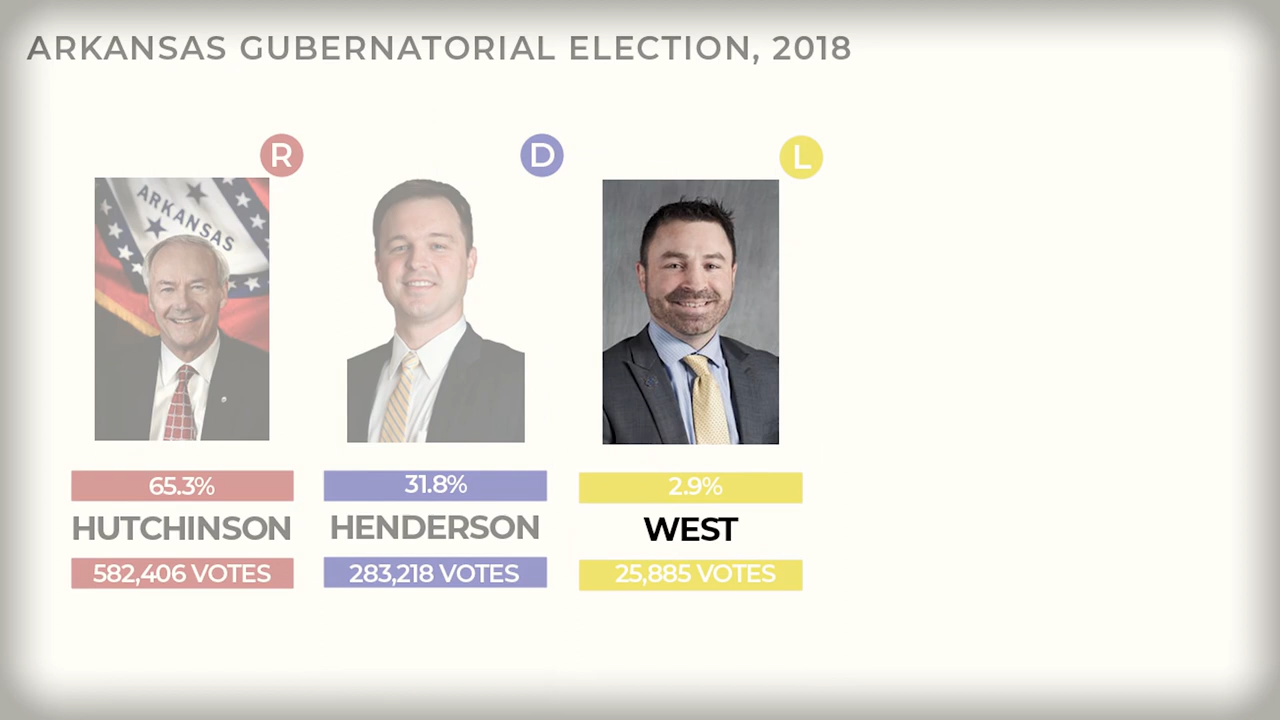 ARKANSAS GUBERNATORIAL ELECTION, 2018
R
D
L
ARKANSAS
65.3%
31.8%
2.9%
HUTCHINSON
HENDERSON
WEST
582,406 VOTES
283,218 VOTES
25,885 VOTES